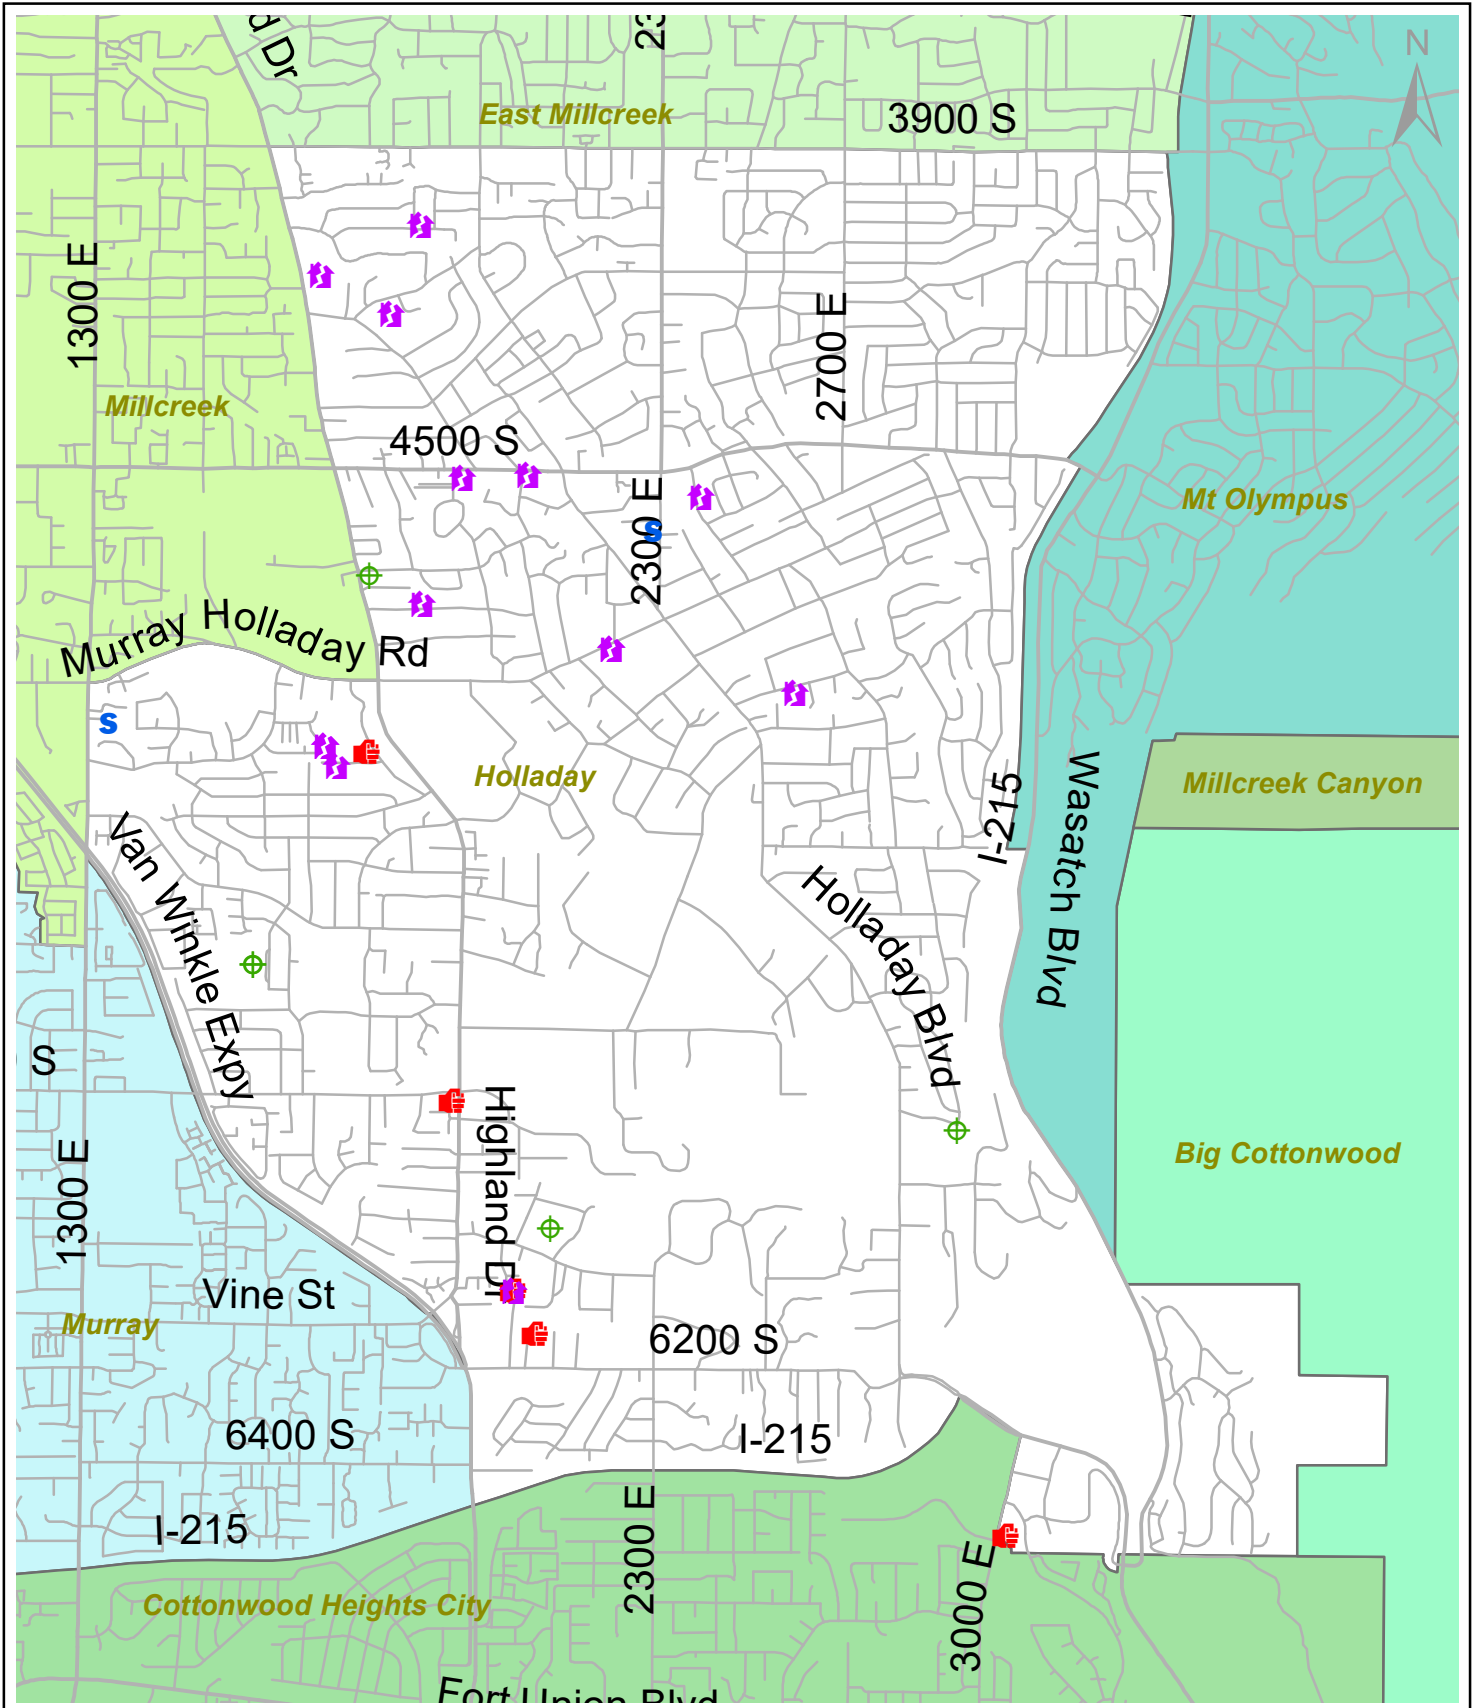 d Dr
23
N
East Millcreek
3900 S
1300 E
2700 E
Millcreek
4500 S
Mt Olympus
2300 E
S
Murray Holladay Rd
S
Holladay
Millcreek Canyon
I-215
Wasatch Blvd
Van Winkle Expy
Holladay Blvd
S
Highland Dr
1300 E
Big Cottonwood
Vine St
Murray
6200 S
6400 S
I-215
I-215
2300 E
3000 E
Cottonwood Heights City
Fort Union Blvd